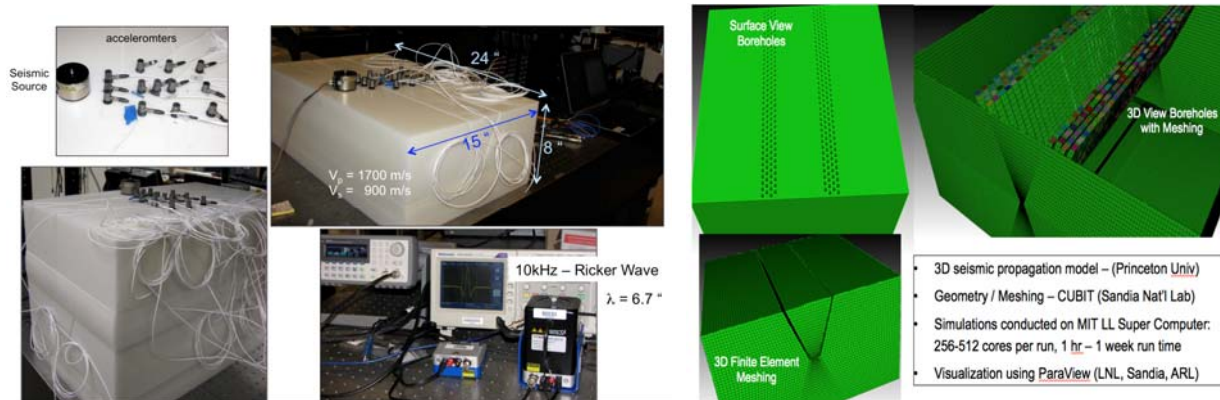 acceleromters
Seismic
Source
24 "
15 "
8 "
Vp = 1700 m/s
Vs = 900 m/s
10kHz – Ricker Wave
λ = 6.7 "
Surface View
Boreholes
3D View Boreholes
with Meshing
3D Finite Element
Meshing
• 3D seismic propagation model – (Princeton Univ)
• Geometry / Meshing – CUBIT (Sandia Nat'l Lab)
• Simulations conducted on MIT LL Super Computer:
256-512 cores per run, 1 hr – 1 week run time
• Visualization using ParaView (LNL, Sandia, ARL)